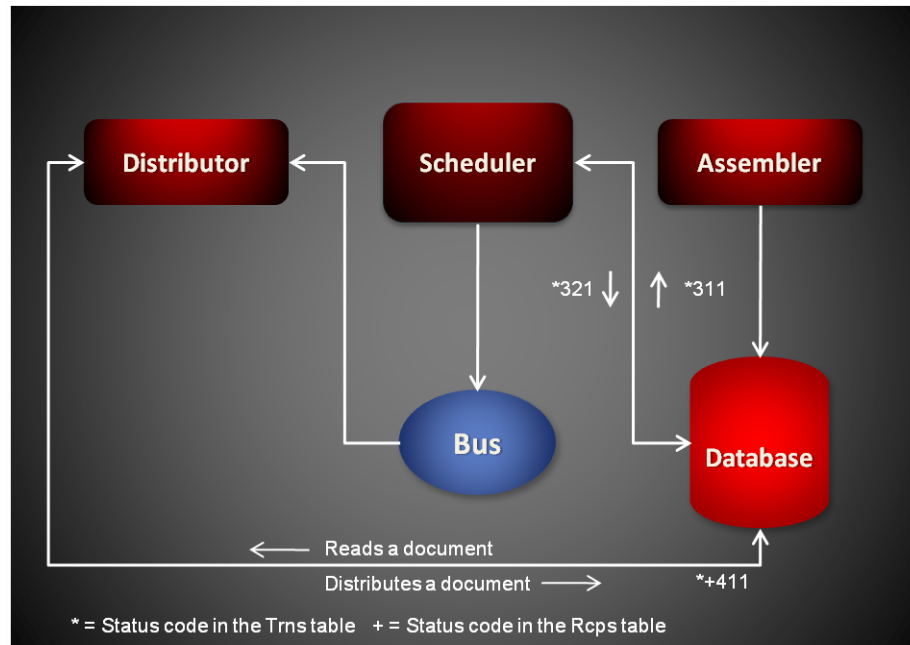 Distributor
Scheduler
Assembler
*321
*311
Bus
Database
Reads a document
Distributes a document
*+411
* = Status code in the Trns table + = Status code in the Rcps table